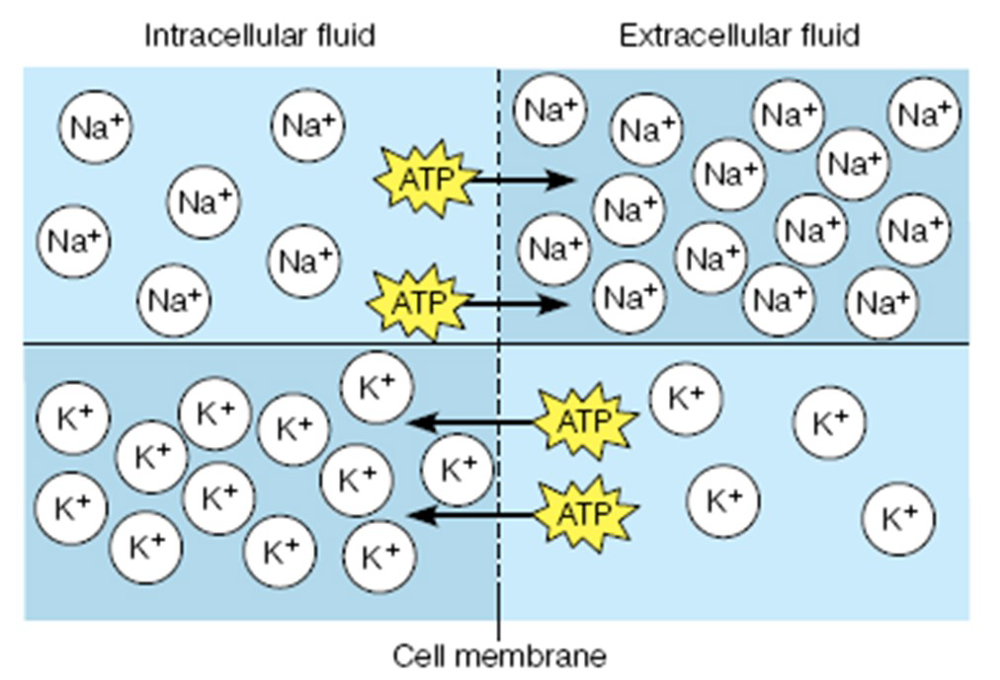 Intracellular fluid
Extracellular fluid
Na⁺ Na⁺
Na⁺
Na⁺ Na⁺
Na⁺
ATP
ATP
Na⁺ Na⁺ Na⁺ Na⁺
Na⁺ Na⁺
Na⁺ Na⁺ Na⁺
Na⁺ Na⁺
Na⁺ Na⁺ Na⁺
K⁺
K⁺ K⁺ K⁺
K⁺ K⁺
K⁺ K⁺ K⁺
K⁺ K⁺ K⁺
ATP
ATP
K⁺ K⁺
K⁺ K⁺
Cell membrane